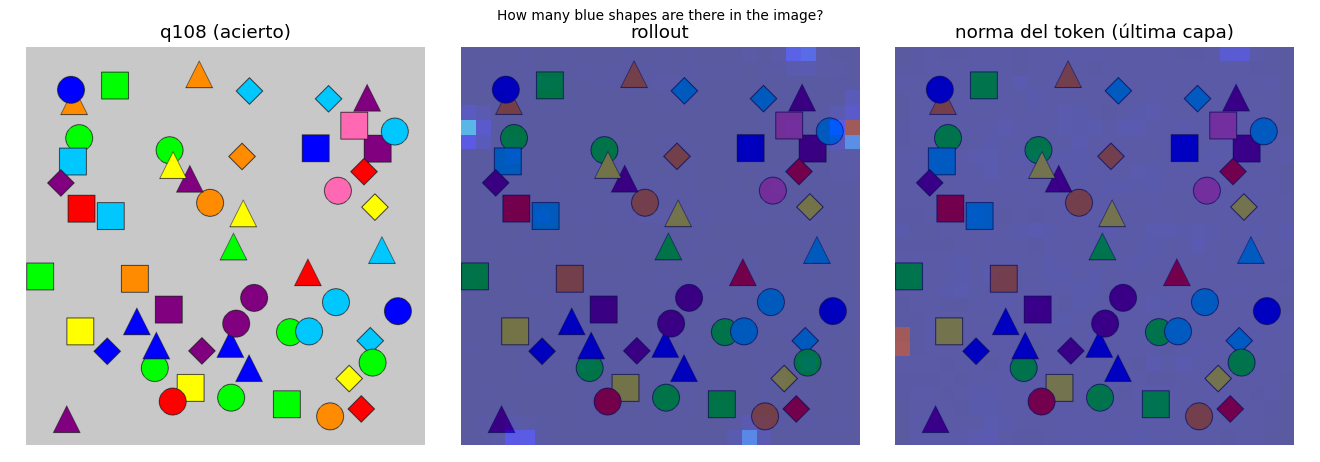 How many blue shapes are there in the image?
q108 (acierto)
rollout
norma del token (última capa)